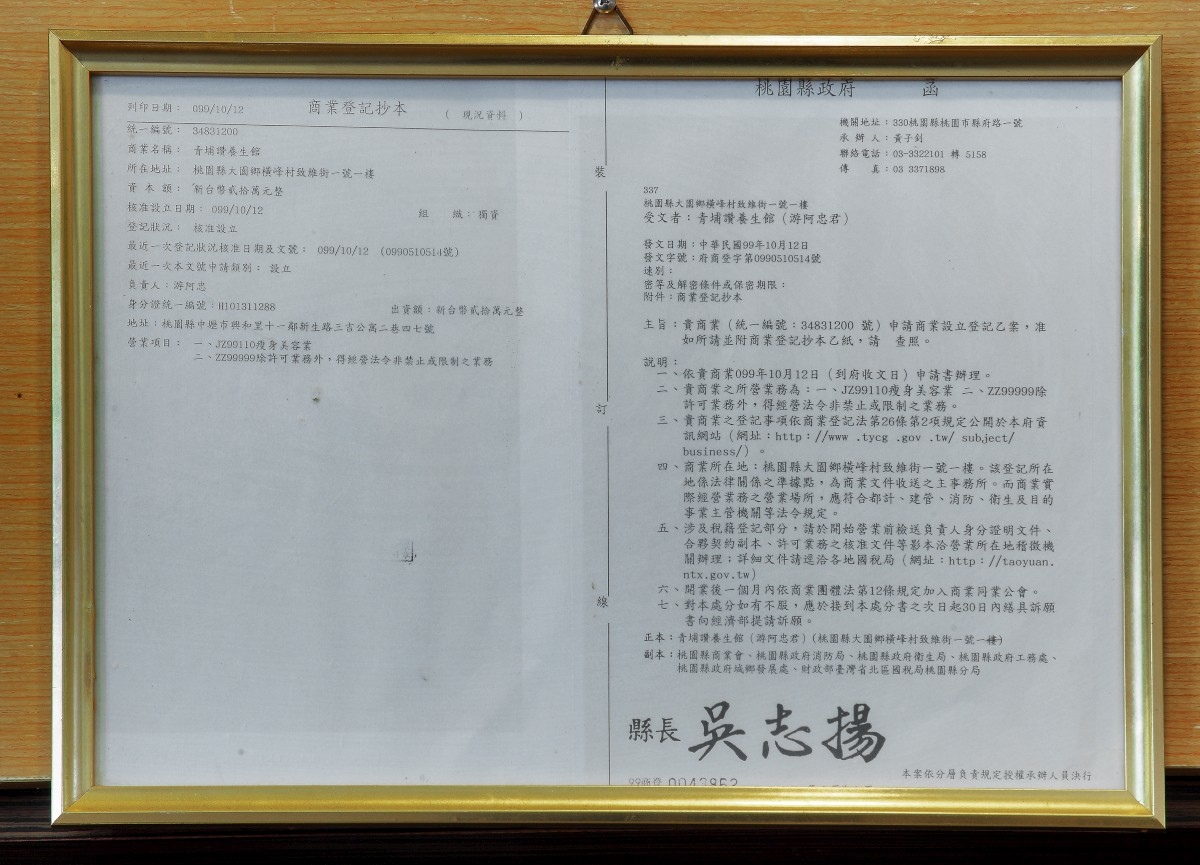 列印日期： 099/10/12 商業登記抄本 （ 現況資料 ）
統一編號： 34831200
商業名稱： 青埔讚養生館
所在地址： 桃園縣大園鄉橫峰村致維街一號一樓
資 本 額： 新台幣貳拾萬元整
核准設立日期： 099/10/12 組 織：獨資
登記狀況： 核准設立
最近一次登記狀況核准日期及文號： 099/10/12 (0990510514號)
最近一次本文號申請類別： 設立
負責人：游阿忠
身分證統一編號：H101311288 出資額：新台幣貳拾萬元整
地址：桃園縣中壢市興和里十一鄰新生路三吉公寓二巷四七號
營業項目： 一、JZ99110瘦身美容業
二、ZZ99999除許可業務外，得經營法令非禁止或限制之業務
裝
訂
線
桃園縣政府 函
機關地址：330桃園縣桃園市縣府路一號
承 辦 人：黃子釗
聯絡電話：03-3322101 轉 5158
傳 真：03 3371898
337
桃園縣大園鄉橫峰村致維街一號一樓
受文者：青埔讚養生館（游阿忠君）
發文日期：中華民國99年10月12日
發文字號：府商登字第0990510514號
速別：
密等及解密條件或保密期限：
附件：商業登記抄本
主旨：貴商業（統一編號：34831200 號）申請商業設立登記乙案，准
如所請並附商業登記抄本乙紙，請 查照。
說明：
一、依貴商業099年10月12日（到府收文日）申請書辦理。
二、貴商業之所營業務為：一、JZ99110瘦身美容業 二、ZZ99999除
許可業務外，得經營法令非禁止或限制之業務。
三、貴商業之登記事項依商業登記法第26條第2項規定公開於本府資
訊網站（網址：http：//www .tycg .gov .tw/ subject/
business/）。
四、商業所在地：桃園縣大園鄉橫峰村致維街一號一樓。該登記所在
地係法律關係之準據點，為商業文件收送之主事務所。而商業實
際經營業務之營業場所，應符合都計、建管、消防、衛生及目的
事業主管機關等法令規定。
五、涉及稅籍登記部分，請於開始營業前檢送負責人身分證明文件、
合夥契約副本、許可業務之核准文件等影本洽營業所在地稽徵機
關辦理；詳細文件請逕洽各地國稅局（網址：http：//taoyuan.
ntx.gov.tw）
六、開業後一個月內依商業團體法第12條規定加入商業同業公會。
七、對本處分如有不服，應於接到本處分書之次日起30日內繕具訴願
書向經濟部提請訴願。
正本：青埔讚養生館（游阿忠君）(桃園縣大園鄉橫峰村致維街一號一樓)
副本：桃園縣商業會、桃園縣政府消防局、桃園縣政府衛生局、桃園縣政府工務處、
桃園縣政府城鄉發展處、財政部臺灣省北區國稅局桃園縣分局
縣長 吳志揚
本案依分層負責規定授權承辦人員決行
99商登 0043852